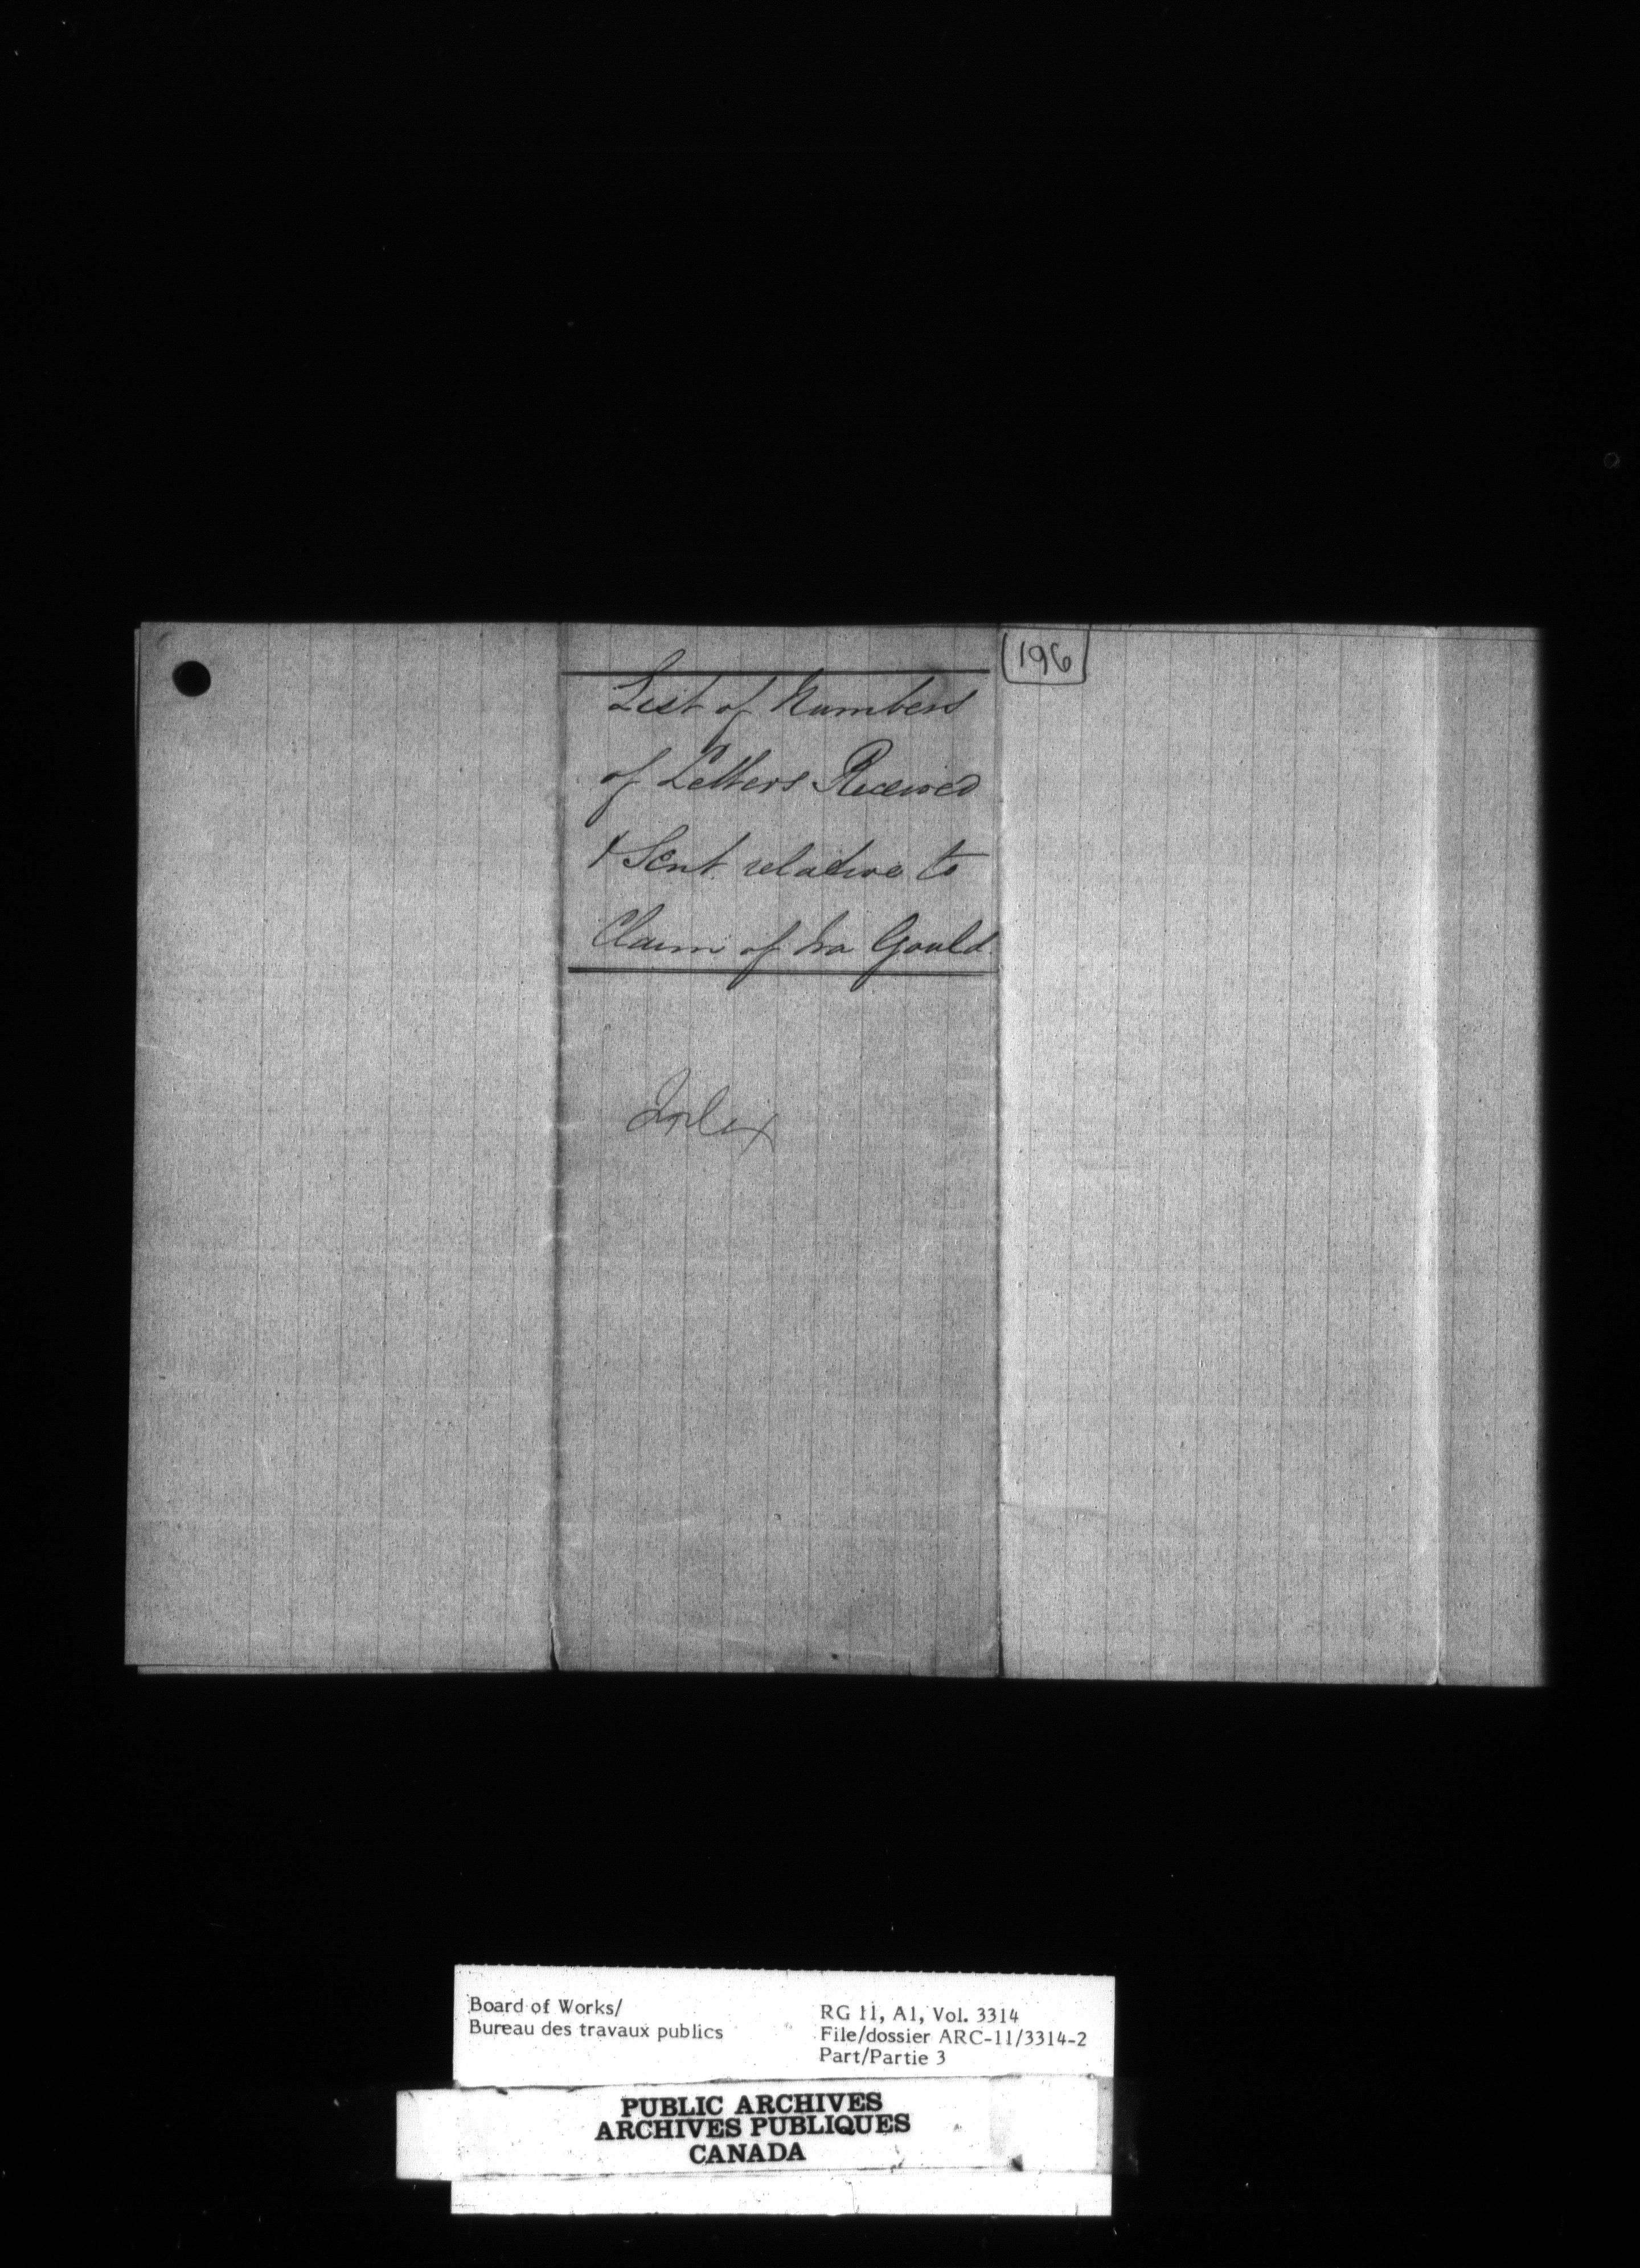 196
List of Numbers
of Letters Received
& Sent relative to
Claim of Ira Gould.
Index
Board of Works/
Bureau des travaux publics
RG 11, A1, Vol. 3314
File/dossier ARC-11/3314-2
Part/Partie 3
PUBLIC ARCHIVES
ARCHIVES PUBLIQUES
CANADA